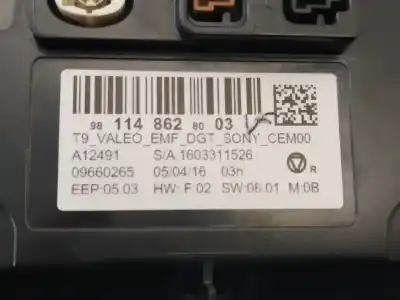 98 114 862 80 03
T9_VALEO_EMF_DGT_SONY_CEM00
A12491 S/A:1603311526
09660265 05/04/16 03h R
EEP:05.03 HW: F.02 SW:06.01 M:0B